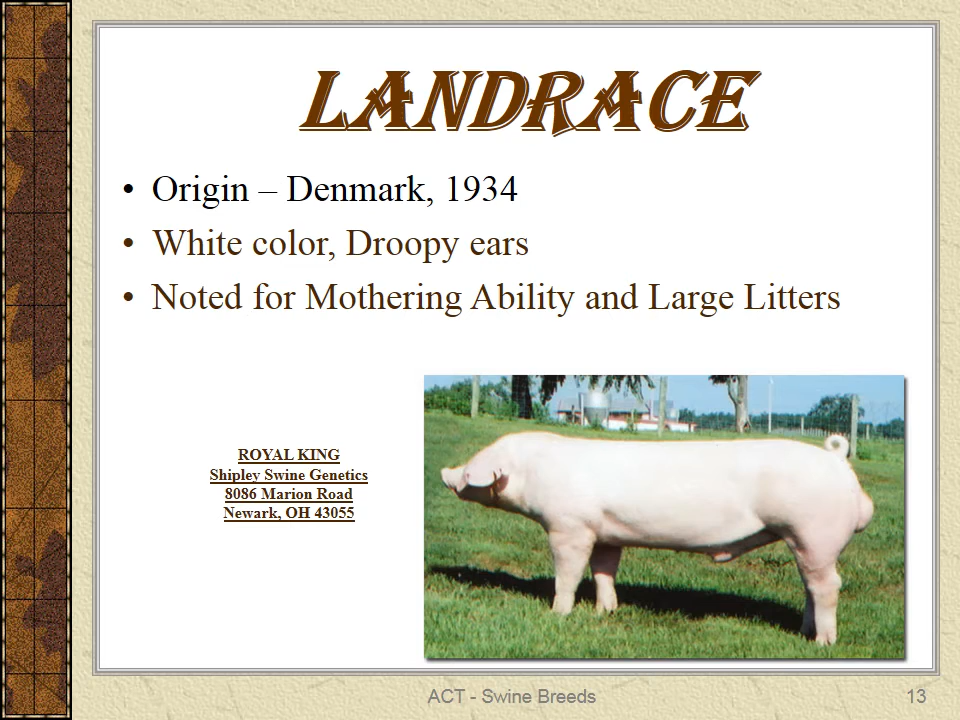 LANDRACE
• Origin – Denmark, 1934
• White color, Droopy ears
• Noted for Mothering Ability and Large Litters
ROYAL KING
Shipley Swine Genetics
8086 Marion Road
Newark, OH 43055
ACT - Swine Breeds
13